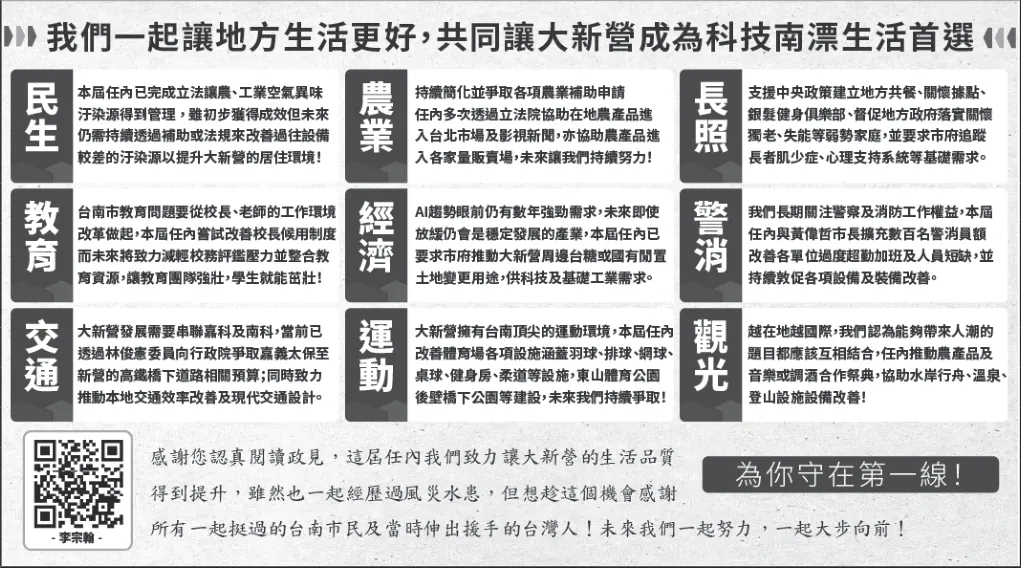 我們一起讓地方生活更好，共同讓大新營成為科技南漂生活首選
民生
本屆任內已完成立法讓農、工業空氣異味
汙染源得到管理，雖初步獲得成效但未來
仍需持續透過補助或法規來改善過往設備
較差的汙染源以提升大新營的居住環境！
農業
持續簡化並爭取各項農業補助申請
任內多次透過立法院協助在地農產品進
入台北市場及影視新聞，亦協助農產品進
入各家量販賣場，未來讓我們持續努力！
長照
支援中央政策建立地方共餐、關懷據點、
銀髮健身俱樂部、督促地方政府落實關懷
獨老、失能等弱勢家庭，並要求市府追蹤
長者肌少症、心理支持系統等基礎需求。
教育
台南市教育問題要從校長、老師的工作環境
改革做起，本屆任內嘗試改善校長候用制度
而未來將致力減輕校務評鑑壓力並整合教
育資源，讓教育團隊強壯，學生就能茁壯！
經濟
AI趨勢眼前仍有數年強勁需求，未來即使
放緩仍會是穩定發展的產業，本屆任內已
要求市府推動大新營周邊台糖或國有閒置
土地變更用途，供科技及基礎工業需求。
警消
我們長期關注警察及消防工作權益，本屆
任內與黃偉哲市長擴充數百名警消員額
改善各單位過度超勤加班及人員短缺，並
持續敦促各項設備及裝備改善。
交通
大新營發展需要串聯嘉科及南科，當前已
透過林俊憲委員向行政院爭取嘉義太保至
新營的高鐵橋下道路相關預算；同時致力
推動本地交通效率改善及現代交通設計。
運動
大新營擁有台南頂尖的運動環境，本屆任內
改善體育場各項設施涵蓋羽球、排球、網球、
桌球、健身房、柔道等設施，東山體育公園
後壁橋下公園等建設，未來我們持續爭取！
觀光
越在地越國際，我們認為能夠帶來人潮的
題目都應該互相結合，任內推動農產品及
音樂或調酒合作祭典，協助水岸行舟、溫泉、
登山設施設備改善！
感謝您認真閱讀政見，這屆任內我們致力讓大新營的生活品質
得到提升，雖然也一起經歷過風災水患，但想趁這個機會感謝
所有一起挺過的台南市民及當時伸出援手的台灣人！未來我們一起努力，一起大步向前！
為你守在第一線！
- 李宗翰 -